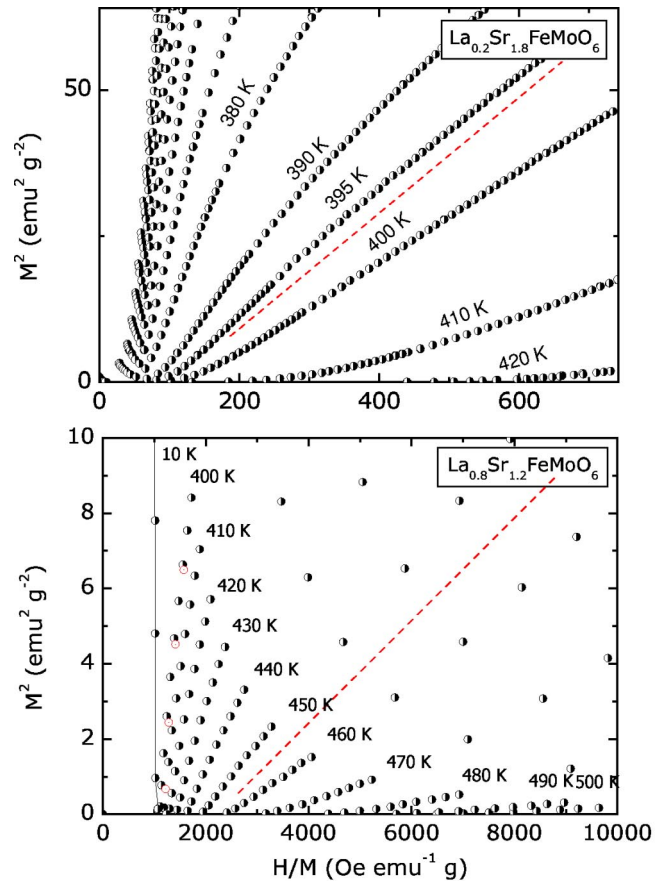 La₀.₂Sr₁.₈FeMoO₆
50
25
0
M² (emu² g⁻²)
380 K
390 K
395 K
400 K
410 K
420 K
0 200 400 600
La₀.₈Sr₁.₂FeMoO₆
10
8
6
4
2
0
M² (emu² g⁻²)
10 K
400 K
410 K
420 K
430 K
440 K
450 K
460 K
470 K
480 K
490 K
500 K
0 2000 4000 6000 8000 10000
H/M (Oe emu⁻¹ g)